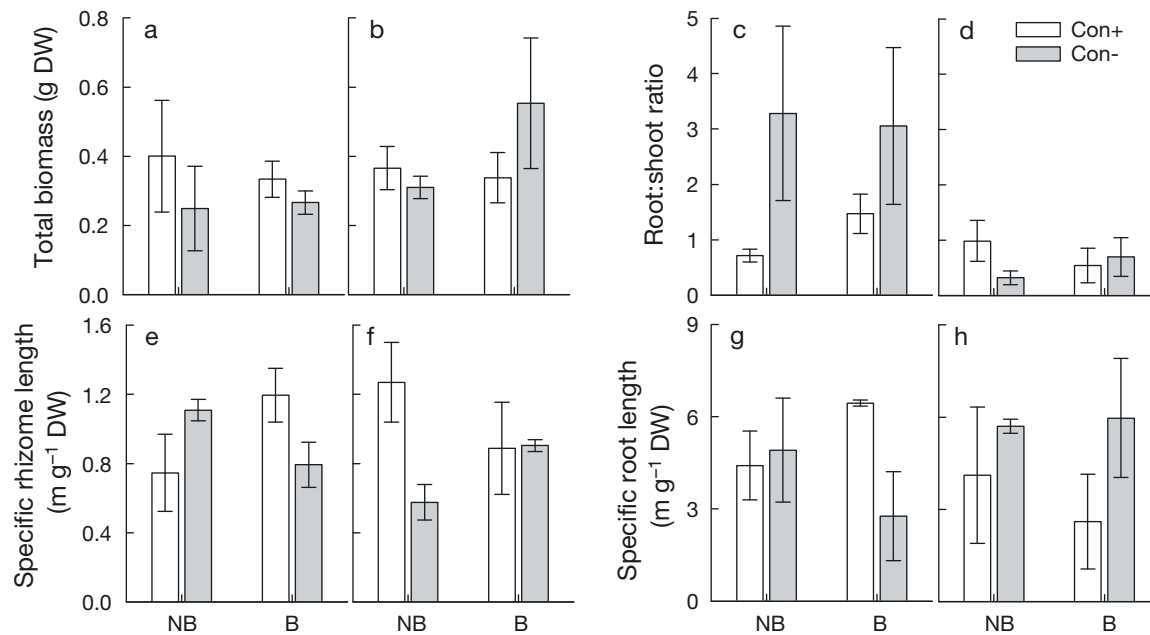 a
b
Total biomass (g DW)
0.8
0.6
0.4
0.2
0.0
c
d
Con+
Con-
Root:shoot ratio
5
4
3
2
1
0
e
f
Specific rhizome length
(m g–1 DW)
1.6
1.2
0.8
0.4
0.0
NB
B
NB
B
g
h
Specific root length
(m g–1 DW)
9
6
3
0
NB
B
NB
B